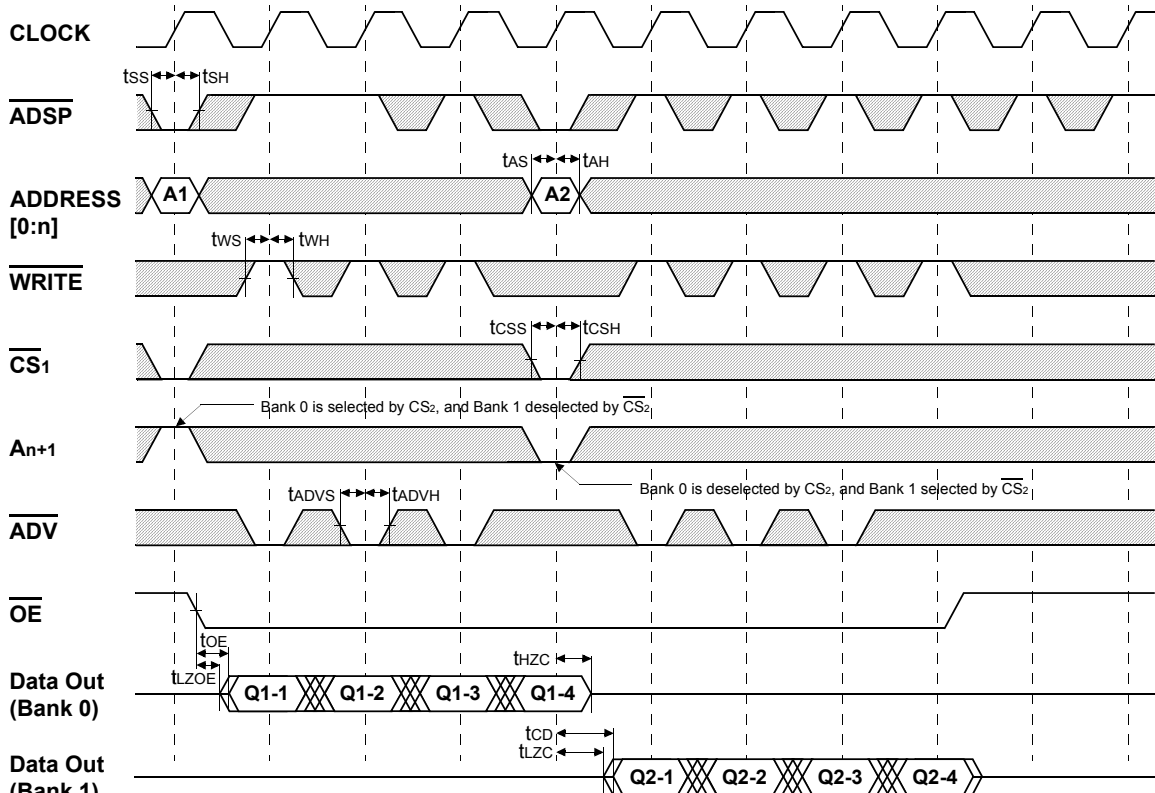 CLOCK
tSS tSH
ADSP
tAS tAH
ADDRESS A1 A2
[0:n]
tWS tWH
WRITE
tCSS tCSH
CS1
Bank 0 is selected by CS2, and Bank 1 deselected by CS2
An+1
Bank 0 is deselected by CS2, and Bank 1 selected by CS2
tADVS tADVH
ADV
OE
tOE
tHZC
tLZOE
Data Out Q1-1 Q1-2 Q1-3 Q1-4
(Bank 0)
tCD
tLZC
Data Out Q2-1 Q2-2 Q2-3 Q2-4
(Bank 1)